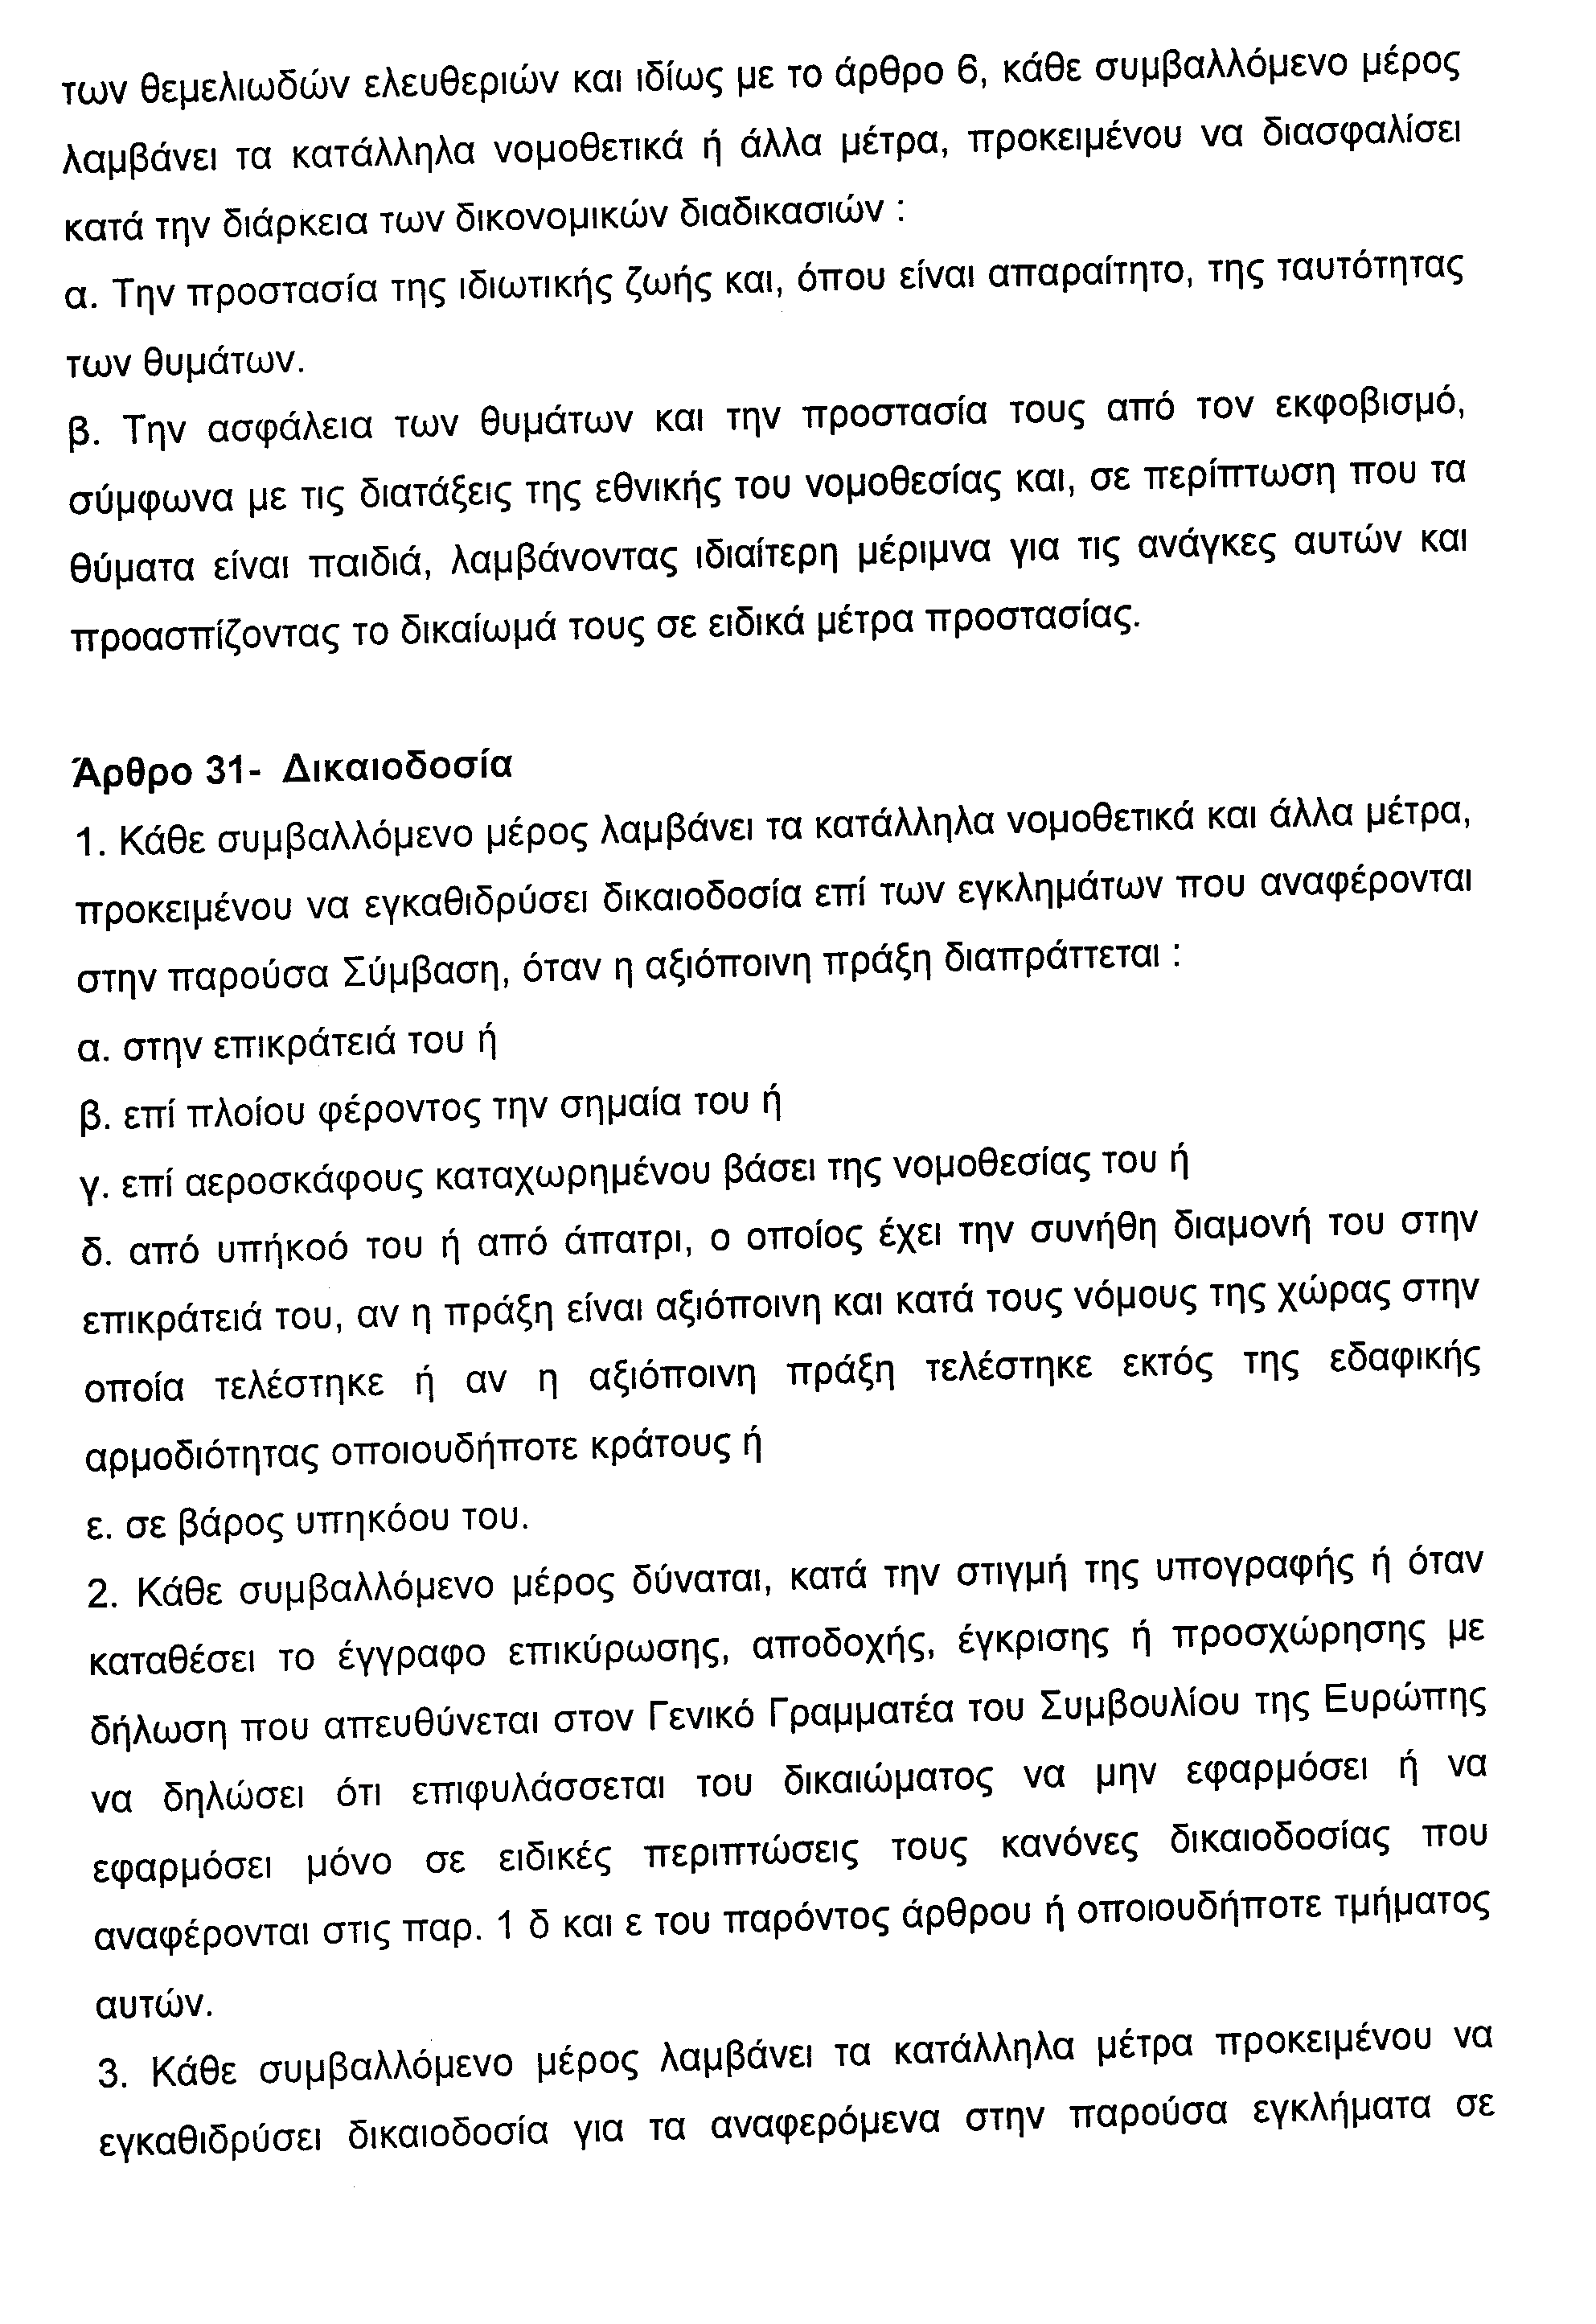 των θεμελιωδών ελευθεριών και ιδίως με το άρθρο 6, κάθε συμβαλλόμενο μέρος
λαμβάνει τα κατάλληλα νομοθετικά ή άλλα μέτρα, προκειμένου να διασφαλίσει
κατά την διάρκεια των δικονομικών διαδικασιών :
α. Την προστασία της ιδιωτικής ζωής και, όπου είναι απαραίτητο, της ταυτότητας
των θυμάτων.
β. Την ασφάλεια των θυμάτων και την προστασία τους από τον εκφοβισμό,
σύμφωνα με τις διατάξεις της εθνικής του νομοθεσίας και, σε περίπτωση που τα
θύματα είναι παιδιά, λαμβάνοντας ιδιαίτερη μέριμνα για τις ανάγκες αυτών και
προασπίζοντας το δικαίωμά τους σε ειδικά μέτρα προστασίας.
Άρθρο 31- Δικαιοδοσία
1. Κάθε συμβαλλόμενο μέρος λαμβάνει τα κατάλληλα νομοθετικά και άλλα μέτρα,
προκειμένου να εγκαθιδρύσει δικαιοδοσία επί των εγκλημάτων που αναφέρονται
στην παρούσα Σύμβαση, όταν η αξιόποινη πράξη διαπράττεται :
α. στην επικράτειά του ή
β. επί πλοίου φέροντος την σημαία του ή
γ. επί αεροσκάφους καταχωρημένου βάσει της νομοθεσίας του ή
δ. από υπήκοό του ή από άπατρι, ο οποίος έχει την συνήθη διαμονή του στην
επικράτειά του, αν η πράξη είναι αξιόποινη και κατά τους νόμους της χώρας στην
οποία τελέστηκε ή αν η αξιόποινη πράξη τελέστηκε εκτός της εδαφικής
αρμοδιότητας οποιουδήποτε κράτους ή
ε. σε βάρος υπηκόου του.
2. Κάθε συμβαλλόμενο μέρος δύναται, κατά την στιγμή της υπογραφής ή όταν
καταθέσει το έγγραφο επικύρωσης, αποδοχής, έγκρισης ή προσχώρησης με
δήλωση που απευθύνεται στον Γενικό Γραμματέα του Συμβουλίου της Ευρώπης
να δηλώσει ότι επιφυλάσσεται του δικαιώματος να μην εφαρμόσει ή να
εφαρμόσει μόνο σε ειδικές περιπτώσεις τους κανόνες δικαιοδοσίας που
αναφέρονται στις παρ. 1 δ και ε του παρόντος άρθρου ή οποιουδήποτε τμήματος
αυτών.
3. Κάθε συμβαλλόμενο μέρος λαμβάνει τα κατάλληλα μέτρα προκειμένου να
εγκαθιδρύσει δικαιοδοσία για τα αναφερόμενα στην παρούσα εγκλήματα σε